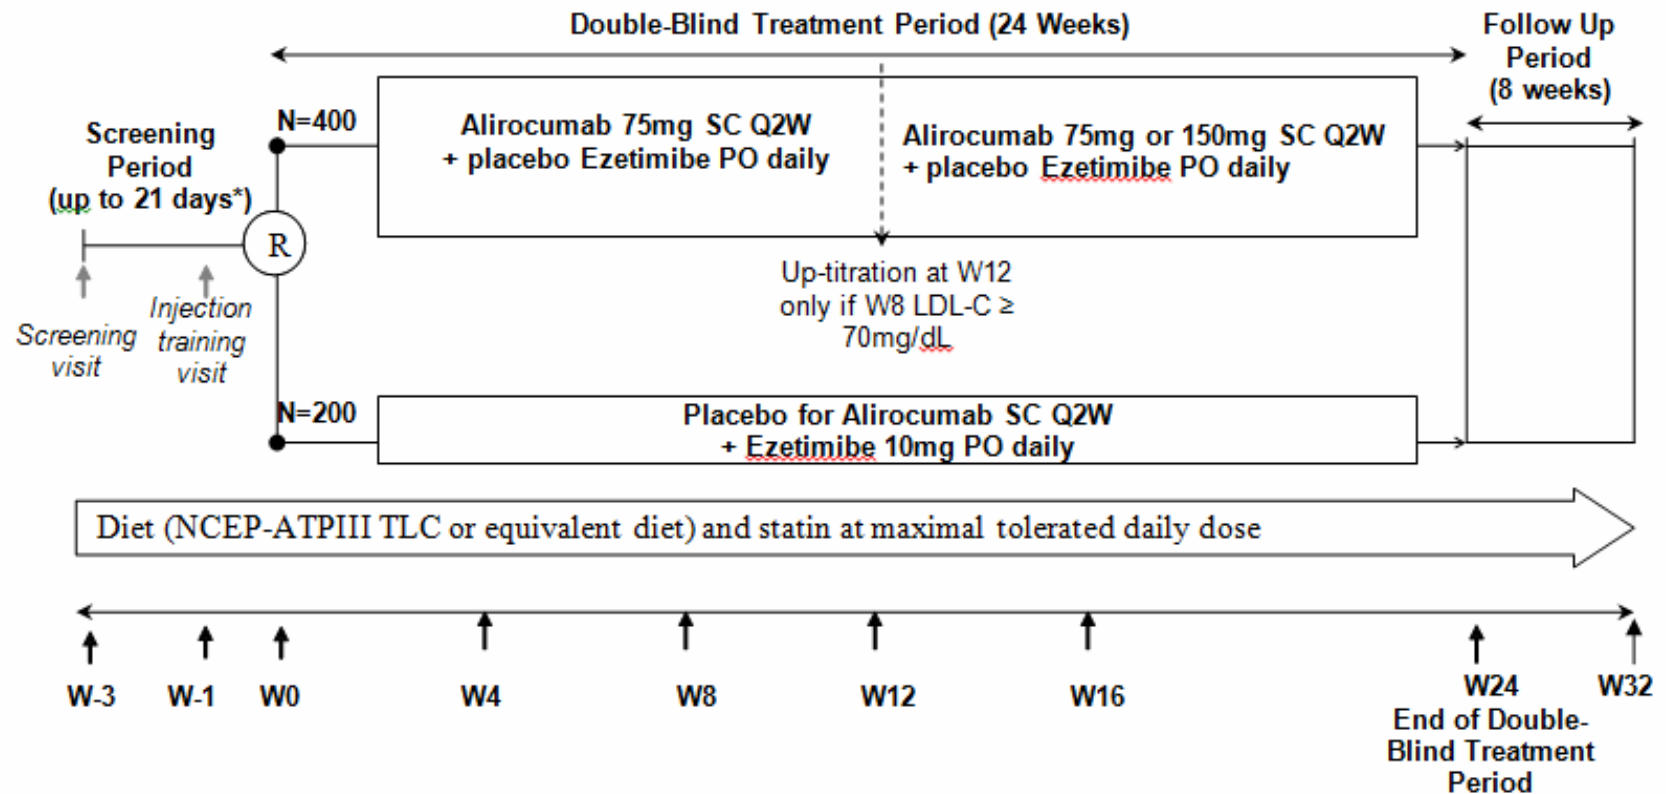 Double-Blind Treatment Period (24 Weeks)
Follow Up
Period
(8 weeks)
Screening
Period
(up to 21 days*)
N=400
Alirocumab 75mg SC Q2W
+ placebo Ezetimibe PO daily
Alirocumab 75mg or 150mg SC Q2W
+ placebo Ezetimibe PO daily
R
Screening
visit
Injection
training
visit
Up-titration at W12
only if W8 LDL-C ≥
70mg/dL
N=200
Placebo for Alirocumab SC Q2W
+ Ezetimibe 10mg PO daily
Diet (NCEP-ATPIII TLC or equivalent diet) and statin at maximal tolerated daily dose
W-3
W-1
W0
W4
W8
W12
W16
W24
W32
End of Double-
Blind Treatment
Period